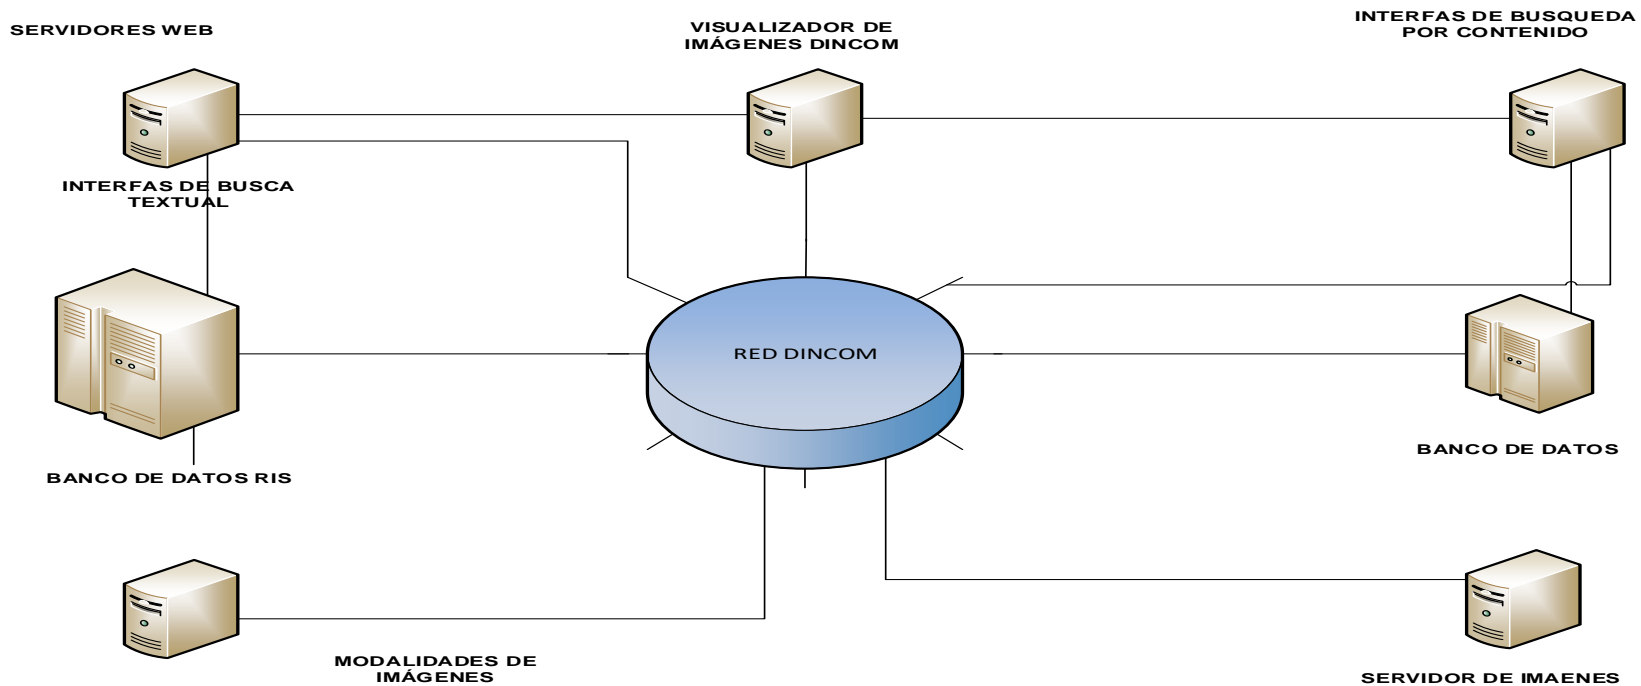 SERVIDORES WEB
VISUALIZADOR DE
IMÁGENES DINCOM
INTERFAS DE BUSQUEDA
POR CONTENIDO
INTERFAS DE BUSCA
TEXTUAL
RED DINCOM
BANCO DE DATOS RIS
BANCO DE DATOS
MODALIDADES DE
IMÁGENES
SERVIDOR DE IMAENES